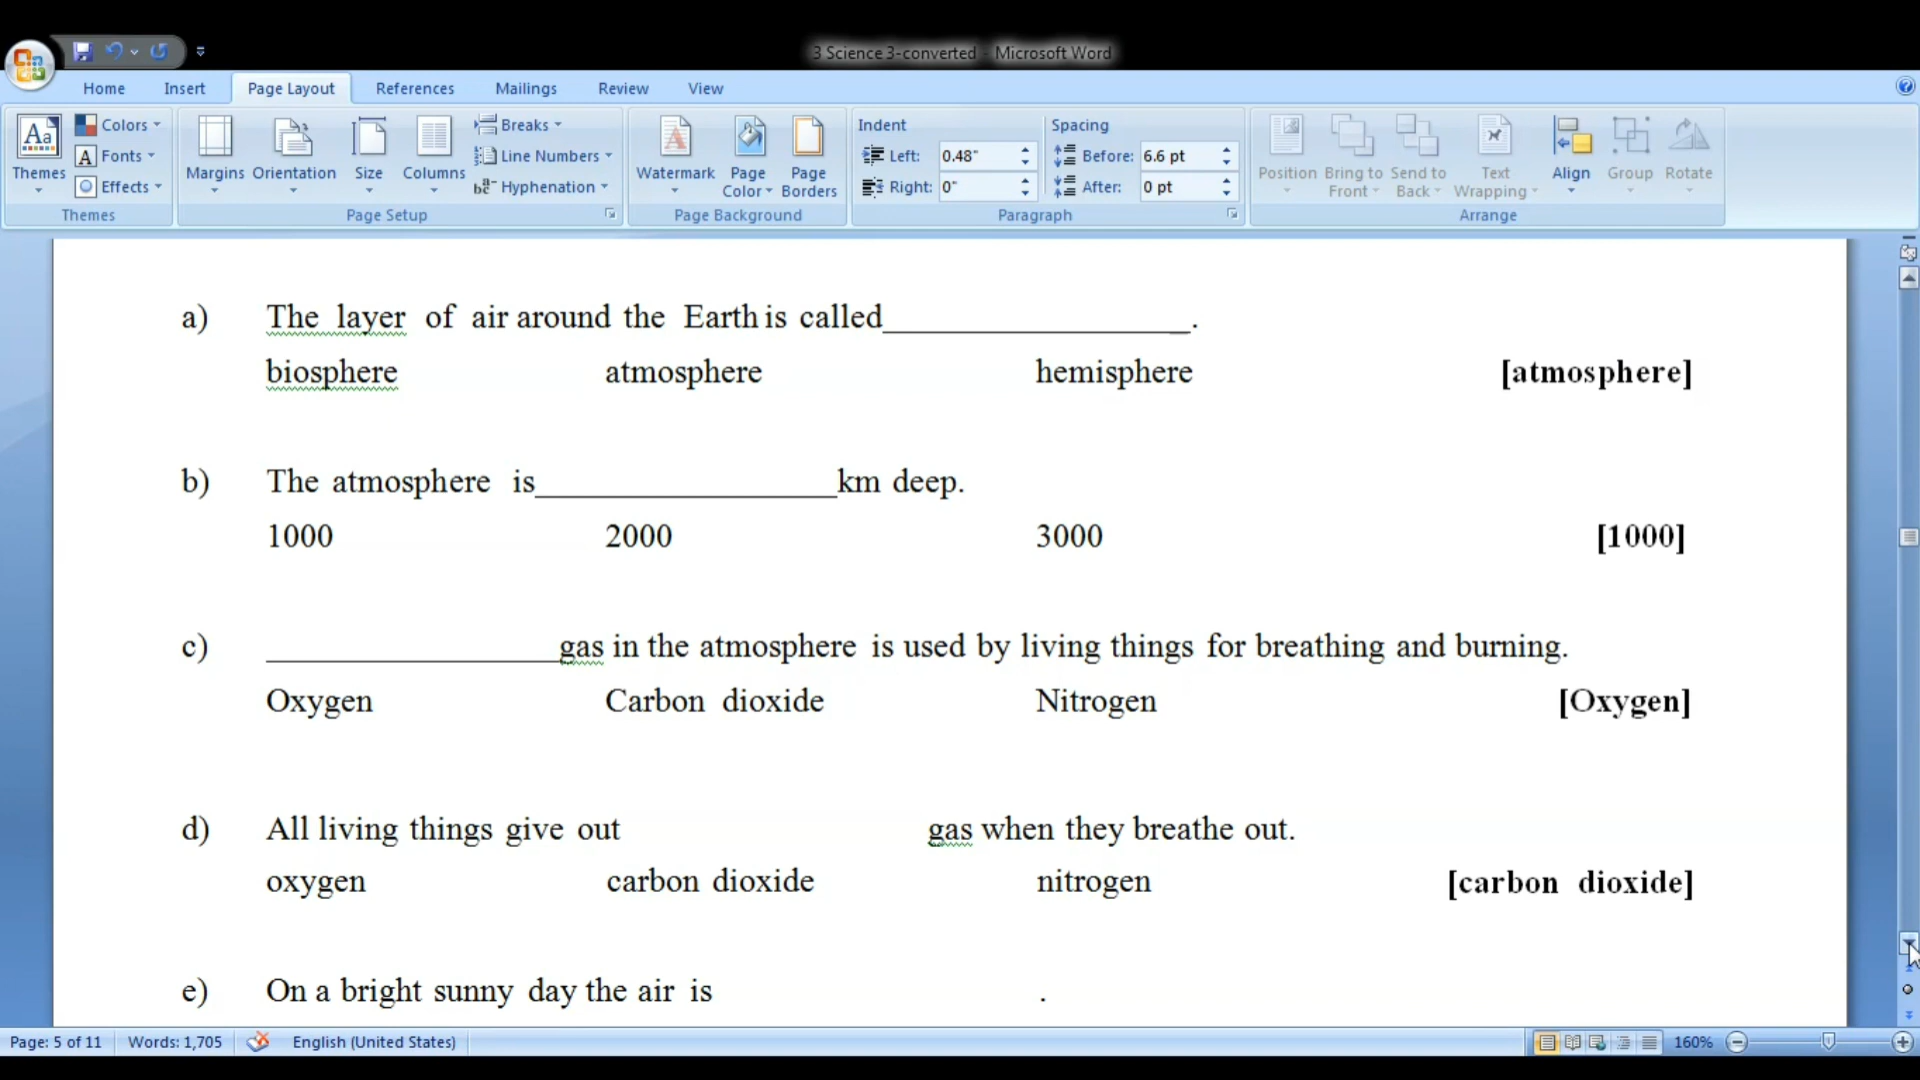 3 Science 3-converted - Microsoft Word
Home Insert Page Layout References Mailings Review View
Themes Colors Fonts Effects Margins Orientation Size Columns Breaks Line Numbers Hyphenation Watermark Page Color Page Borders Indent Left: 0.48" Right: 0" Spacing Before: 6.6 pt After: 0 pt Position Bring to Front Send to Back Text Wrapping Align Group Rotate
Themes Page Setup Page Background Paragraph Arrange
a) The layer of air around the Earth is called___________________.
biosphere atmosphere hemisphere [atmosphere]
b) The atmosphere is___________________km deep.
1000 2000 3000 [1000]
c) ___________________gas in the atmosphere is used by living things for breathing and burning.
Oxygen Carbon dioxide Nitrogen [Oxygen]
d) All living things give out gas when they breathe out.
oxygen carbon dioxide nitrogen [carbon dioxide]
e) On a bright sunny day the air is .
Page: 5 of 11 Words: 1,705 English (United States) 160%